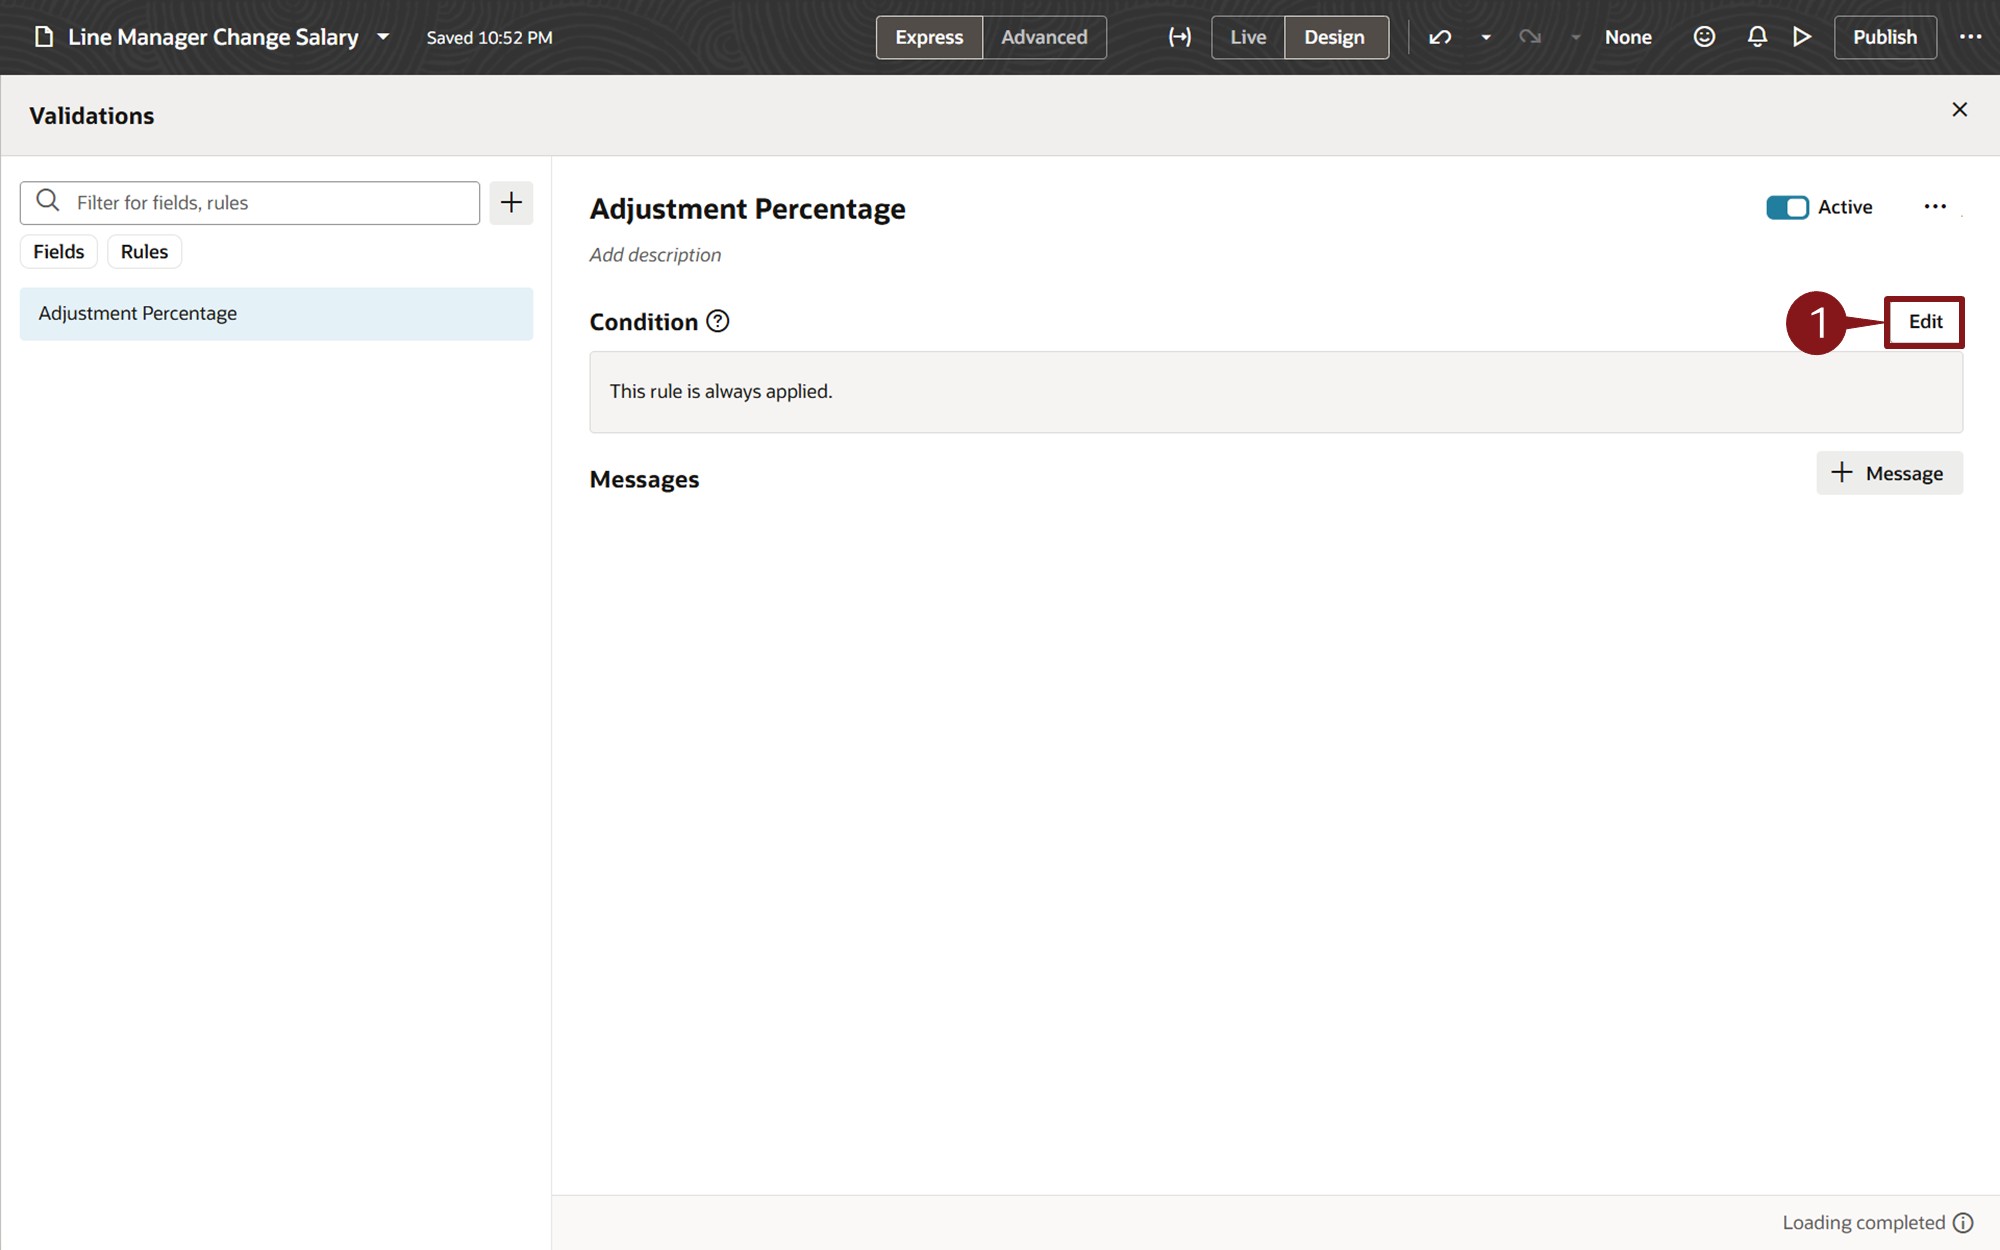 Line Manager Change Salary
Saved 10:52 PM
Express
Advanced
Live
Design
None
Publish
Validations
Filter for fields, rules
Fields
Rules
Adjustment Percentage
Adjustment Percentage
Active
Add description
Condition
1
Edit
This rule is always applied.
Messages
Message
Loading completed